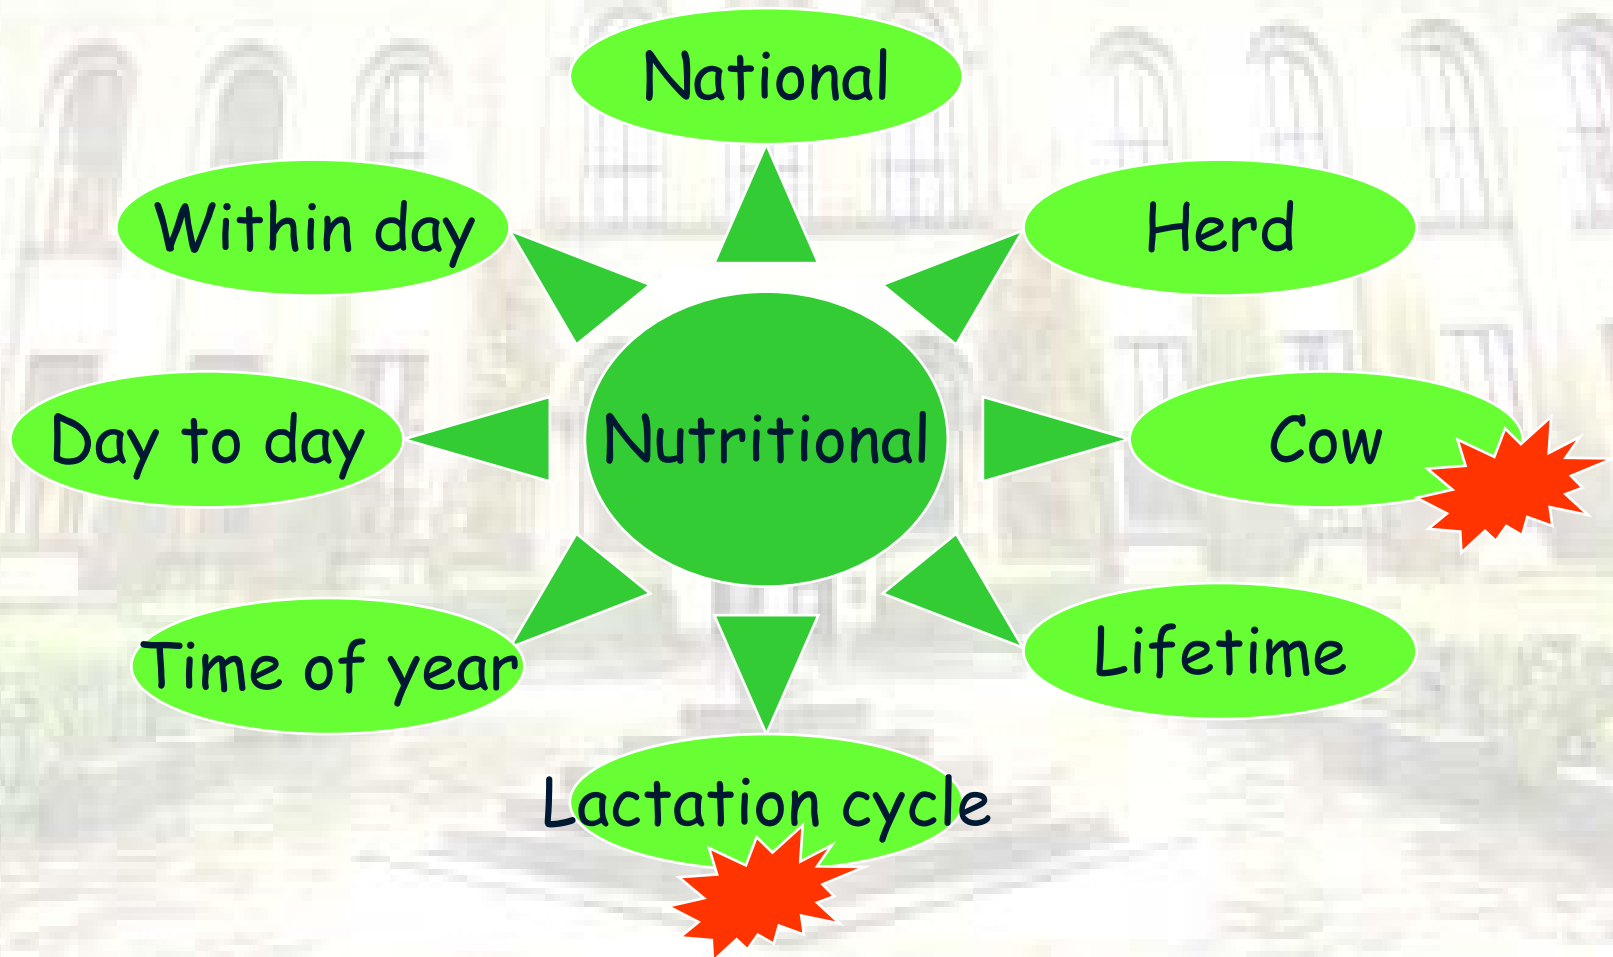 National
Within day
Herd
Nutritional
Day to day
Cow
Time of year
Lifetime
Lactation cycle